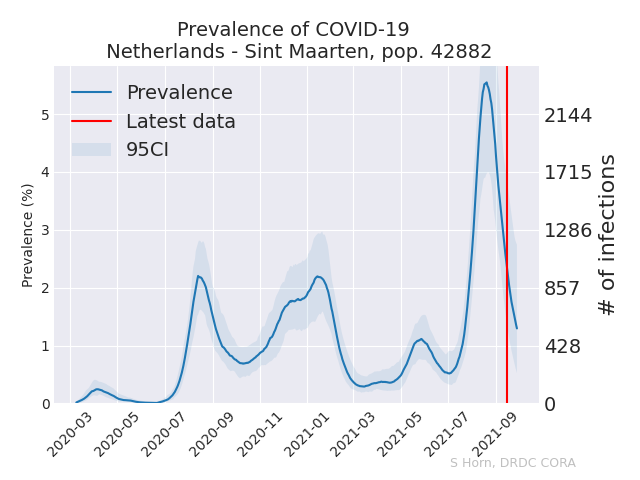 Prevalence of COVID-19
Netherlands - Sint Maarten, pop. 42882
Prevalence
Latest data
95CI
Prevalence (%)
5
4
3
2
1
0
2144
1715
1286
857
428
0
# of infections
2020-03
2020-05
2020-07
2020-09
2020-11
2021-01
2021-03
2021-05
2021-07
2021-09
S Horn, DRDC CORA